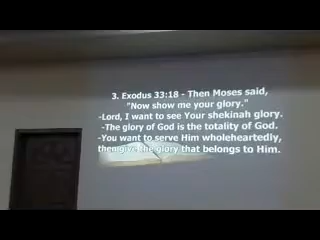 3. Exodus 33:18 - Then Moses said,
"Now show me your glory."
-Lord, I want to see Your shekinah glory.
-The glory of God is the totality of God.
-You want to serve Him wholeheartedly,
then give the glory that belongs to Him.